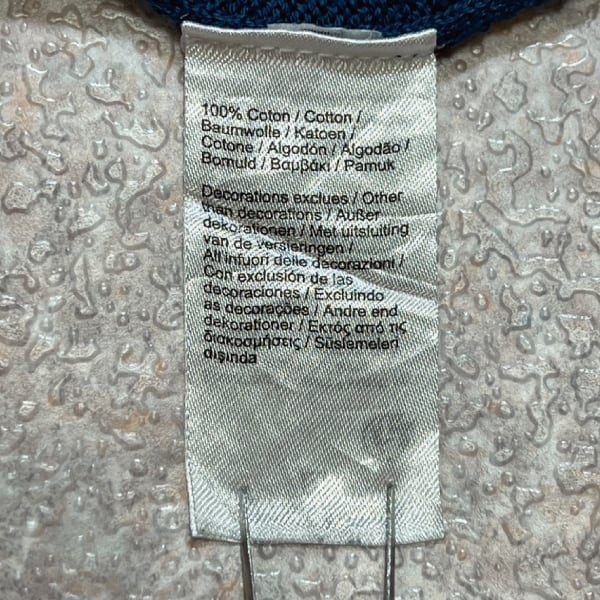 100% Coton / Cotton /
Baumwolle / Katoen /
Cotone / Algodón / Algodão /
Bomuld / Βαμβάκι / Pamuk
Decorations exclues / Other
than decorations / Außer
dekorationen / Met uitsluiting
van de versieringen /
All infuori delle decorazioni /
Con exclusión de las
decoraciones / Excluindo
as decorações / Andre end
dekorationer / Εκτός από τις
διακοσμήσεις / Süslemeleri
dışında